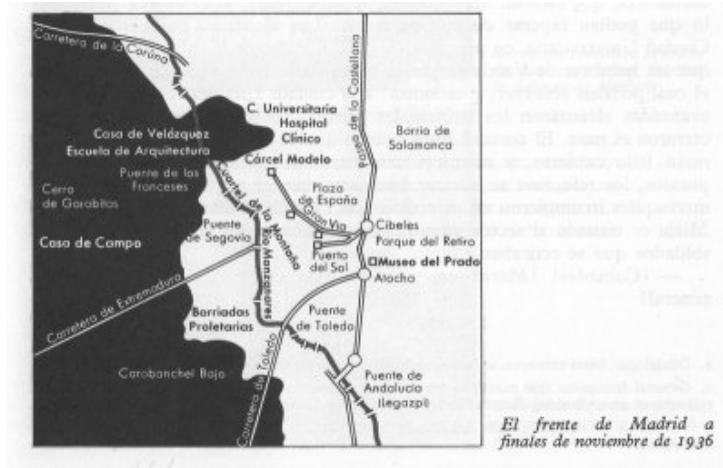 Carretera de la Coruna
Paseo de la Castellana
C. Universitaria
Hospital
Clínico
Casa de Velázquez
Escuela de Arquitectura
Barrio de
Salamanca
Cárcel Modelo
Puente de los
Franceses
Cerro
de Garabitos
Plaza
de España
Gran Vía
Cuartel de la Montaña
Puente
de Segovia
Casa de Campo
Río Manzanares
Cibeles
Parque del Retiro
Puerta
del Sol
Museo del Prado
Atocha
Carretera de Extremadura
Barriadas
Proletarias
Puente
de Toledo
Carabanchel Bajo
Carretera de Toledo
Puente de
Andalucía
(Legazpi)
El frente de Madrid a
finales de noviembre de 1936